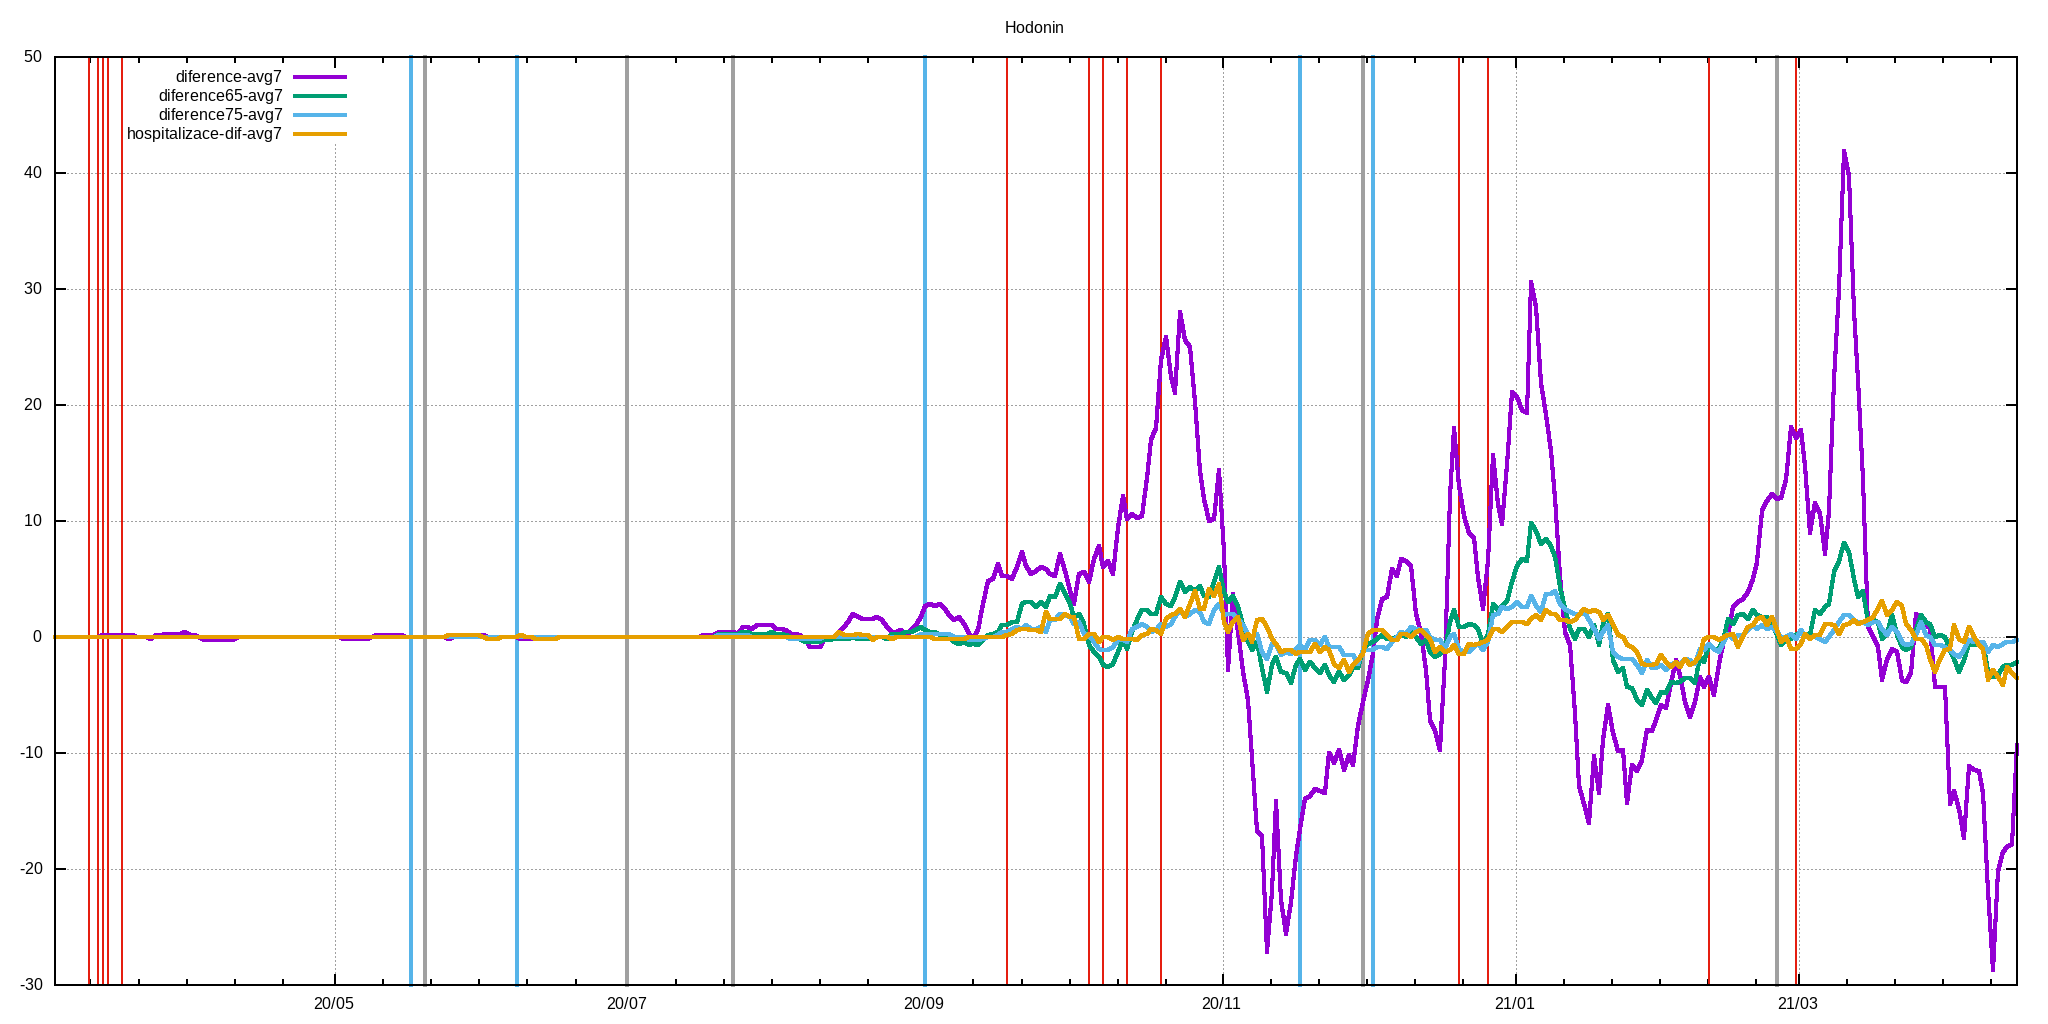 Hodonin
diference-avg7
diference65-avg7
diference75-avg7
hospitalizace-dif-avg7
50
40
30
20
10
0
-10
-20
-30
20/05 20/07 20/09 20/11 21/01 21/03